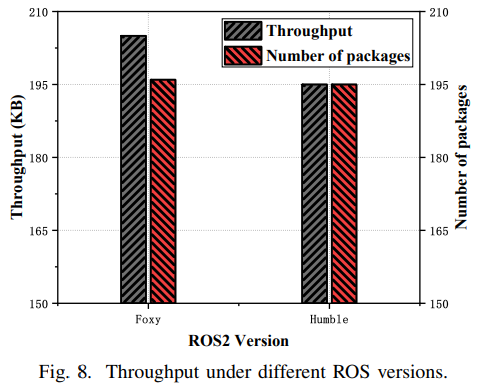 210
195
180
165
150
Throughput (KB)
Throughput
Number of packages
210
195
180
165
150
Number of packages
Foxy
Humble
ROS2 Version
Fig. 8. Throughput under different ROS versions.